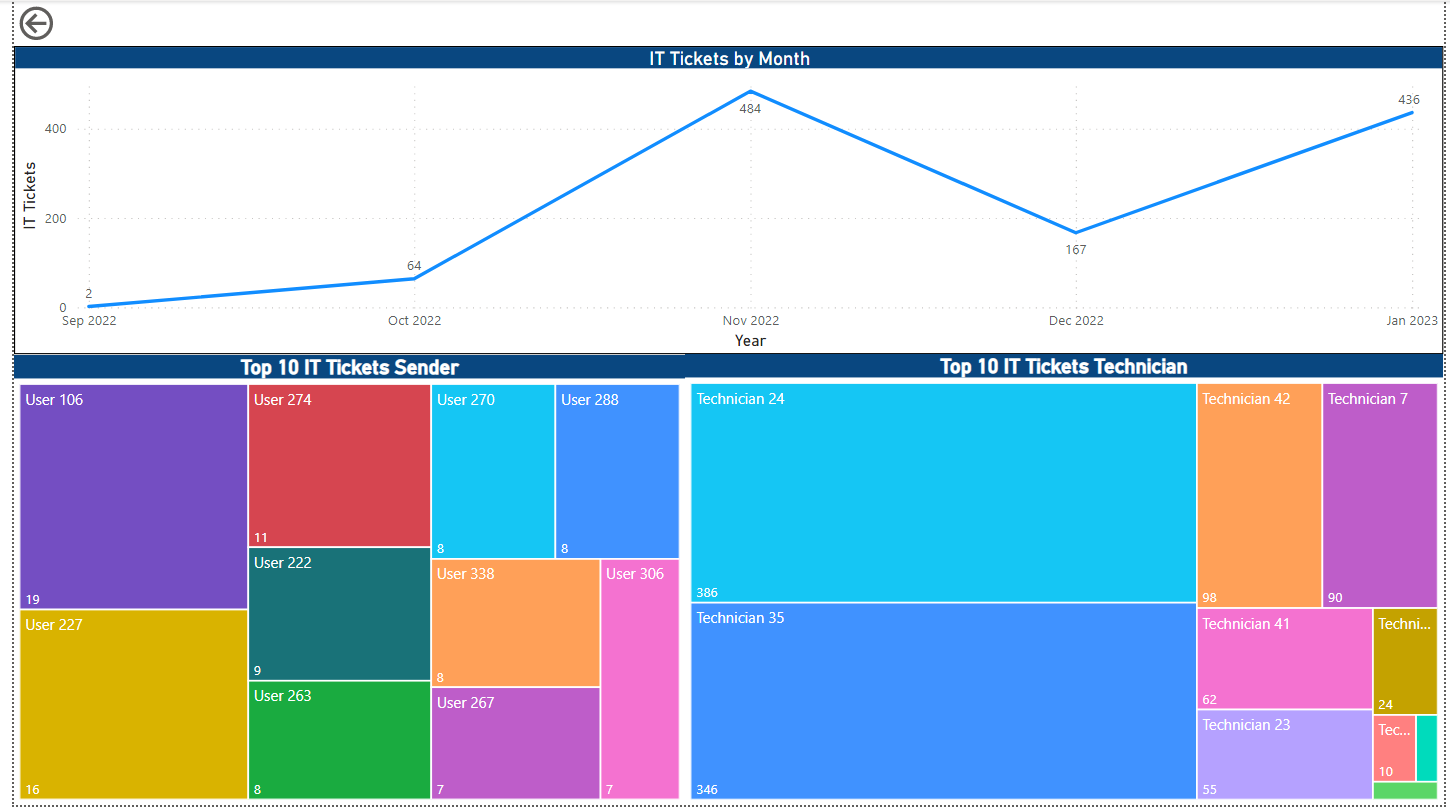 IT Tickets by Month
IT Tickets
400
200
0
2
64
484
167
436
Sep 2022
Oct 2022
Nov 2022
Dec 2022
Jan 2023
Year
Top 10 IT Tickets Sender
User 106
19
User 227
16
User 274
11
User 222
9
User 263
8
User 270
8
User 288
8
User 338
8
User 267
7
User 306
7
Top 10 IT Tickets Technician
Technician 24
386
Technician 35
346
Technician 42
98
Technician 7
90
Technician 41
62
Technician 23
55
Techni...
24
Tec...
10